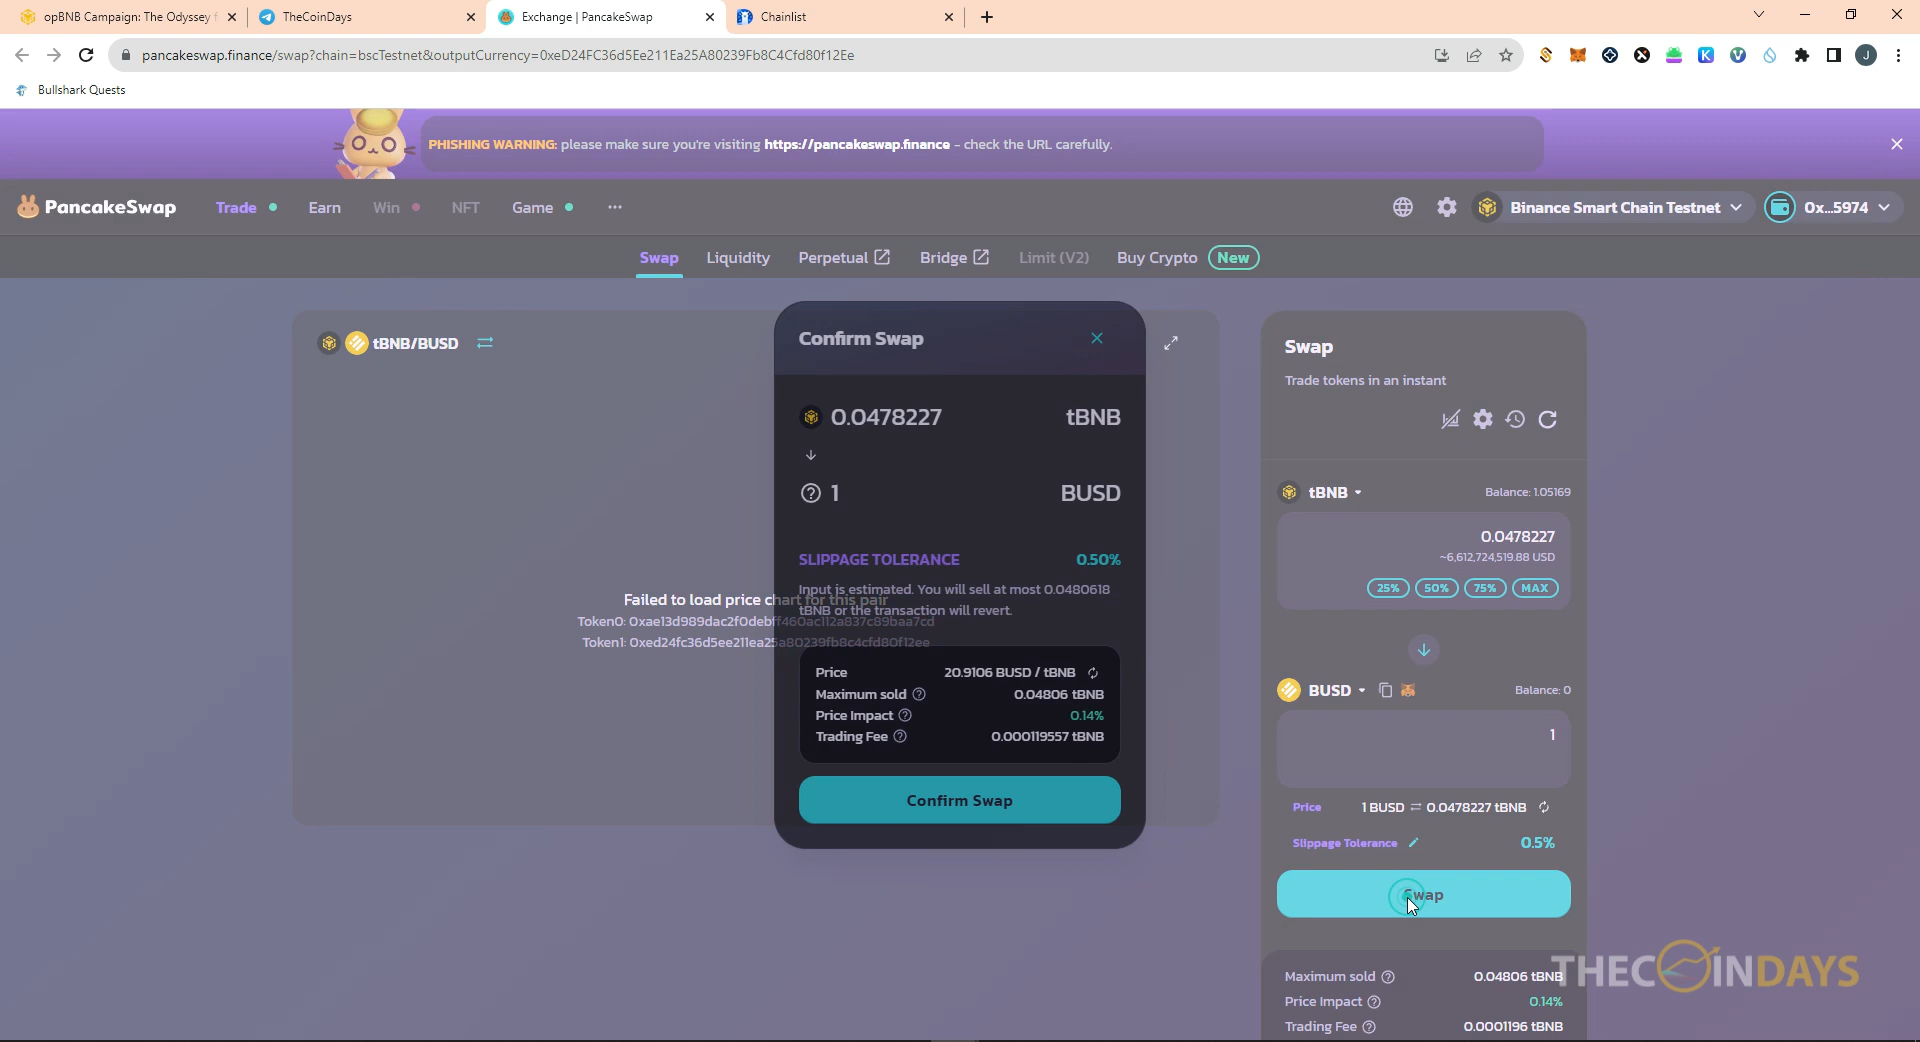 opBNB Campaign: The Odyssey
TheCoinDays
Exchange | PancakeSwap
Chainlist
pancakeswap.finance/swap?chain=bscTestnet&outputCurrency=0xeD24FC36d5Ee211Ea25A80239Fb8C4Cfd80f12Ee
J
Bullshark Quests
PHISHING WARNING: please make sure you're visiting https://pancakeswap.finance - check the URL carefully.
PancakeSwap
Trade
Earn
Win
NFT
Game
Binance Smart Chain Testnet
0x...5974
Swap
Liquidity
Perpetual
Bridge
Limit (V2)
Buy Crypto
New
tBNB/BUSD
Failed to load price chart for this pair
Token0: 0xae13d989dac2f0debff460ac112a837c89baa7cd
Token1: 0xed24fc36d5ee211ea25a80239fb8c4cfd80f12ee
Confirm Swap
0.0478227 tBNB
1 BUSD
SLIPPAGE TOLERANCE 0.50%
Input is estimated. You will sell at most 0.0480618
tBNB or the transaction will revert.
Price 20.9106 BUSD / tBNB
Maximum sold 0.04806 tBNB
Price Impact 0.14%
Trading Fee 0.000119557 tBNB
Confirm Swap
Swap
Trade tokens in an instant
tBNB Balance: 1.05169
0.0478227
~6,612,724,519.88 USD
25% 50% 75% MAX
BUSD Balance: 0
1
Price 1 BUSD ⇌ 0.0478227 tBNB
Slippage Tolerance 0.5%
Swap
Maximum sold 0.04806 tBNB
Price Impact 0.14%
Trading Fee 0.0001196 tBNB
THECOINDAYS